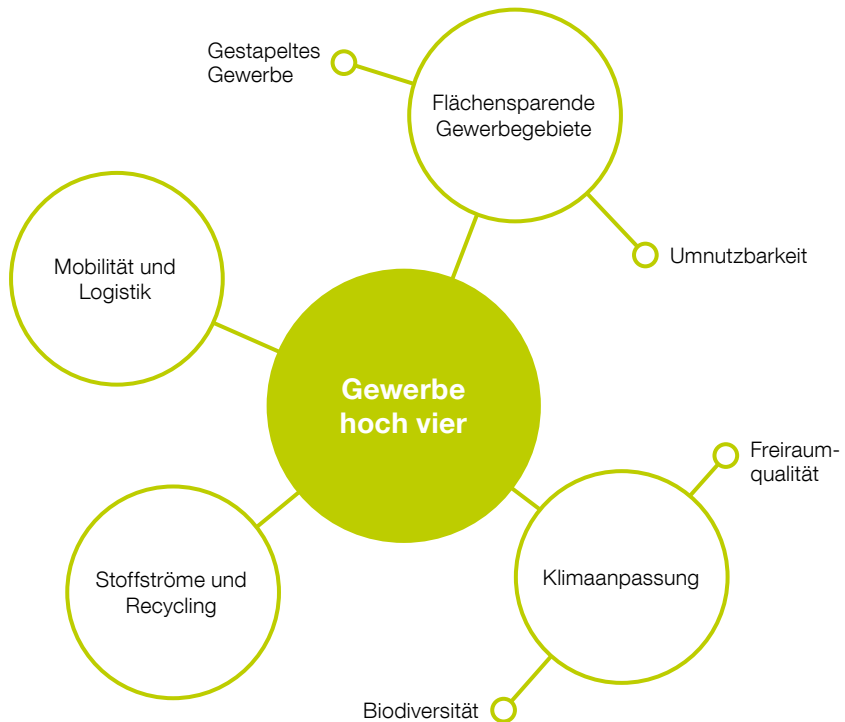 Gestapeltes
Gewerbe
Flächensparende
Gewerbegebiete
Umnutzbarkeit
Mobilität und
Logistik
Gewerbe
hoch vier
Freiraum-
qualität
Klimaanpassung
Stoffströme und
Recycling
Biodiversität